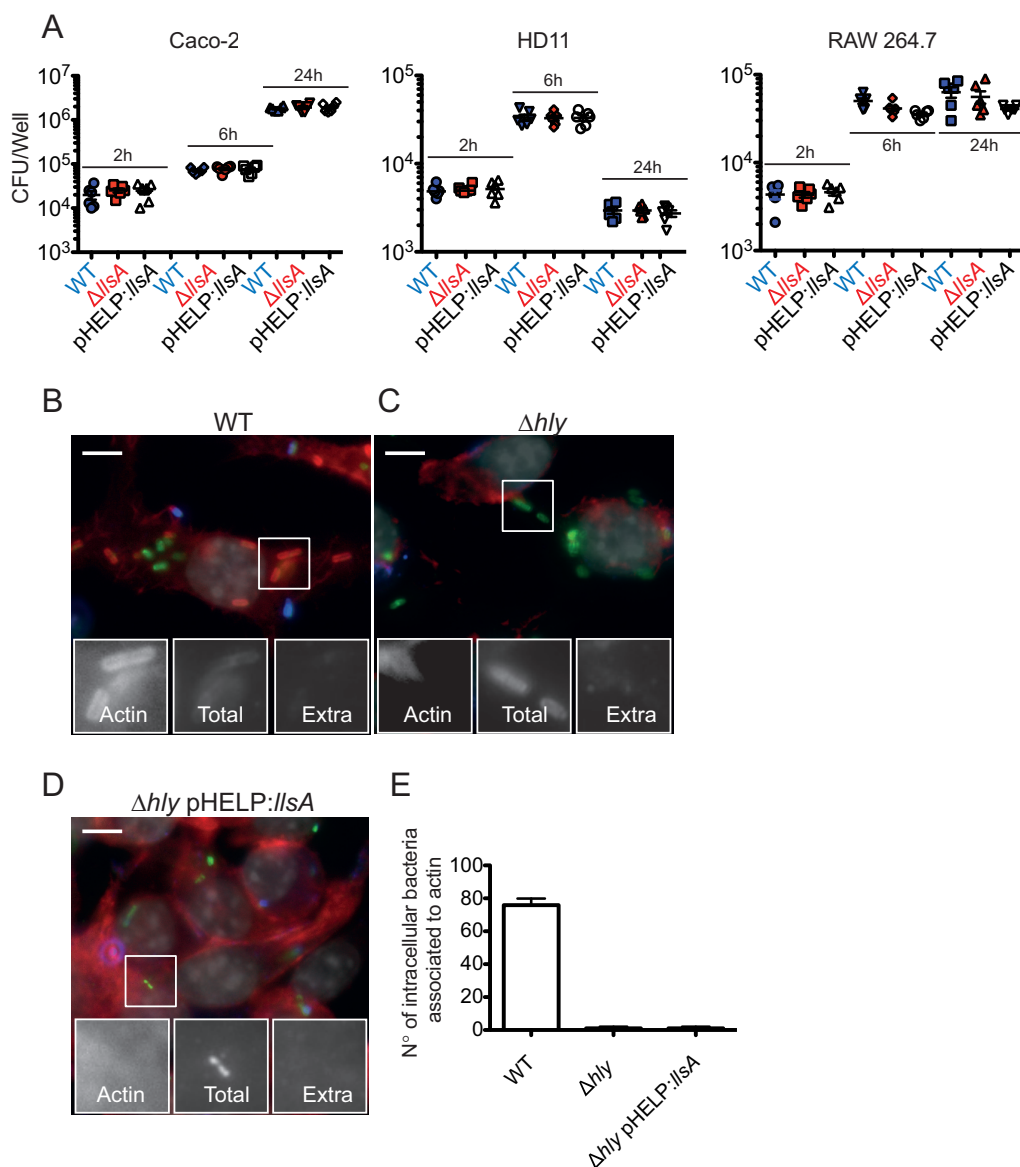 A
Caco-2
HD11
RAW 264.7
CFU/Well
10⁷
10⁶
10⁵
10⁴
10³
2h
6h
24h
WT
ΔllsA
pHELP:llsA
WT
ΔllsA
pHELP:llsA
WT
ΔllsA
pHELP:llsA
10⁵
10⁴
10³
2h
6h
24h
WT
ΔllsA
pHELP:llsA
WT
ΔllsA
pHELP:llsA
WT
ΔllsA
pHELP:llsA
10⁵
10⁴
10³
2h
6h
24h
WT
ΔllsA
pHELP:llsA
WT
ΔllsA
pHELP:llsA
WT
ΔllsA
pHELP:llsA
B
WT
Actin
Total
Extra
C
Δhly
Actin
Total
Extra
D
Δhly pHELP:llsA
Actin
Total
Extra
E
N° of intracellular bacteria
associated to actin
100
80
60
40
20
0
WT
Δhly
Δhly pHELP:llsA